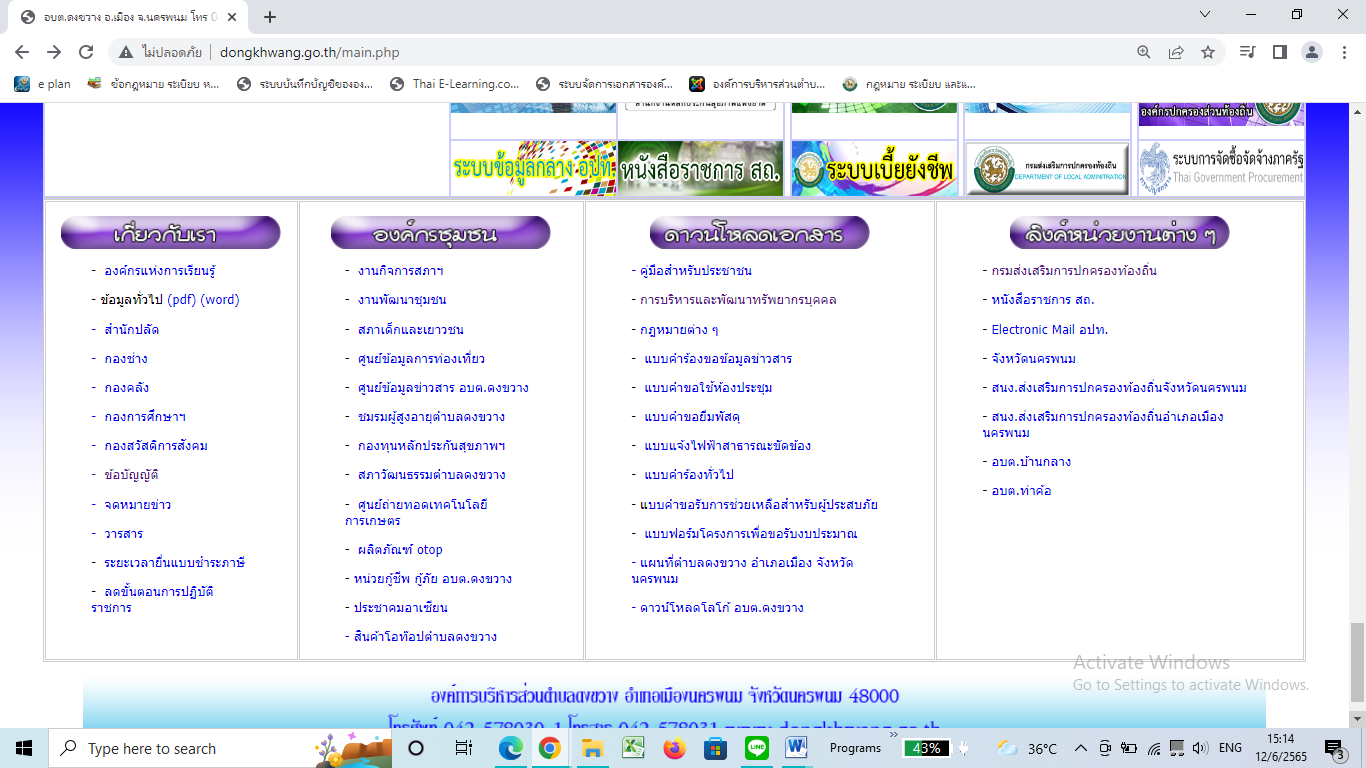 อบต.ดงขวาง อ.เมือง จ.นครพนม โทร 0
ไม่ปลอดภัย dongkhwang.go.th/main.php
e plan ข้อกฎหมาย ระเบียบ ห... ระบบบันทึกบัญชีขององ... Thai E-Learning.co... ระบบจัดการเอกสารองค์... องค์การบริหารส่วนตำบ... กฎหมาย ระเบียบ และแ...
องค์กรปกครองส่วนท้องถิ่น
ระบบข้อมูลกลาง อปท. หนังสือราชการ สถ. ระบบเบี้ยยังชีพ กรมส่งเสริมการปกครองท้องถิ่น DEPARTMENT OF LOCAL ADMINITRATION ระบบการจัดซื้อจัดจ้างภาครัฐ
Thai Government Procurement
เกี่ยวกับเรา
- องค์กรแห่งการเรียนรู้
- ข้อมูลทั่วไป (pdf) (word)
- สำนักปลัด
- กองช่าง
- กองคลัง
- กองการศึกษาฯ
- กองสวัสดิการสังคม
- ข้อบัญญัติ
- จดหมายข่าว
- วารสาร
- ระยะเวลายื่นแบบชำระภาษี
- ลดขั้นตอนการปฏิบัติ
ราชการ
องค์กรชุมชน
- งานกิจการสภาฯ
- งานพัฒนาชุมชน
- สภาเด็กและเยาวชน
- ศูนย์ข้อมูลการท่องเที่ยว
- ศูนย์ข้อมูลข่าวสาร อบต.ดงขวาง
- ชมรมผู้สูงอายุตำบลดงขวาง
- กองทุนหลักประกันสุขภาพฯ
- สภาวัฒนธรรมตำบลดงขวาง
- ศูนย์ถ่ายทอดเทคโนโลยี
การเกษตร
- ผลิตภัณฑ์ otop
- หน่วยกู้ชีพ กู้ภัย อบต.ดงขวาง
- ประชาคมอาเซียน
- สินค้าโอท๊อปตำบลดงขวาง
ดาวน์โหลดเอกสาร
- คู่มือสำหรับประชาชน
- การบริหารและพัฒนาทรัพยากรบุคคล
- กฎหมายต่าง ๆ
- แบบคำร้องขอข้อมูลข่าวสาร
- แบบคำขอใช้ห้องประชุม
- แบบคำขอยืมพัสดุ
- แบบแจ้งไฟฟ้าสาธารณะขัดข้อง
- แบบคำร้องทั่วไป
- แบบคำขอรับการช่วยเหลือสำหรับผู้ประสบภัย
- แบบฟอร์มโครงการเพื่อขอรับงบประมาณ
- แผนที่ตำบลดงขวาง อำเภอเมือง จังหวัด
นครพนม
- ดาวน์โหลดโลโก้ อบต.ดงขวาง
ลิงค์หน่วยงานต่าง ๆ
- กรมส่งเสริมการปกครองท้องถิ่น
- หนังสือราชการ สถ.
- Electronic Mail อปท.
- จังหวัดนครพนม
- สนง.ส่งเสริมการปกครองท้องถิ่นจังหวัดนครพนม
- สนง.ส่งเสริมการปกครองท้องถิ่นอำเภอเมือง
นครพนม
- อบต.บ้านกลาง
- อบต.ท่าค้อ
Activate Windows
Go to Settings to activate Windows.
องค์การบริหารส่วนตำบลดงขวาง อำเภอเมืองนครพนม จังหวัดนครพนม 48000
โทรศัพท์ 042-578030-1 โทรสาร 042-578031 www.dongkhwang.go.th
Type here to search Programs 43% 36°C ENG 15:14
12/6/2565 3